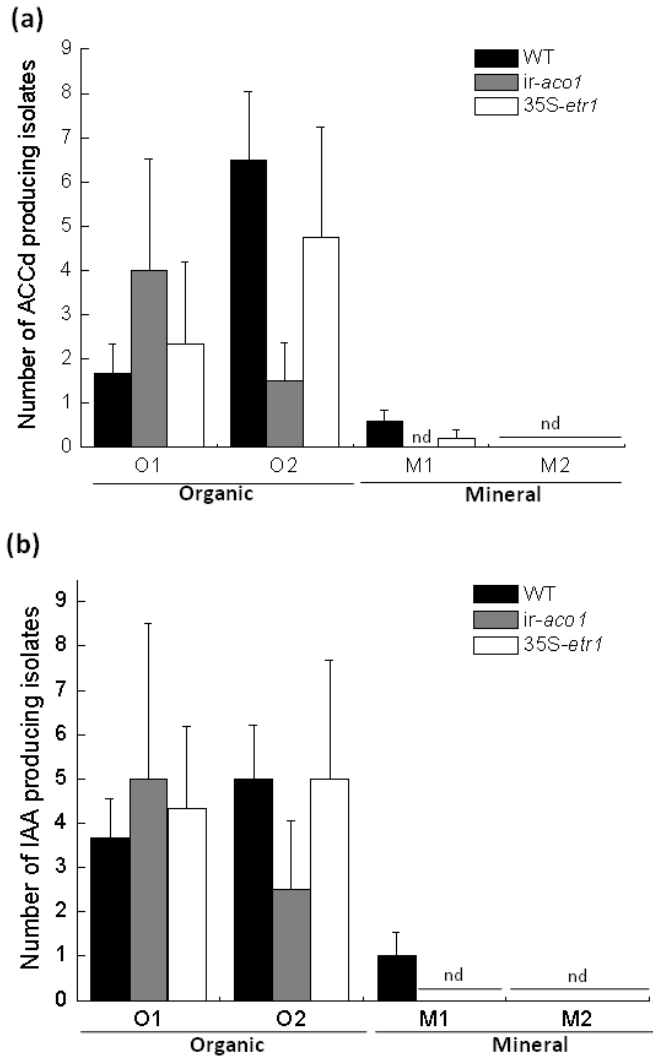 (a)
Number of ACCd producing isolates
9
8
7
6
5
4
3
2
1
0
WT
ir-aco1
35S-etr1
nd
nd
O1
O2
M1
M2
Organic
Mineral
(b)
Number of IAA producing isolates
9
8
7
6
5
4
3
2
1
0
WT
ir-aco1
35S-etr1
nd
nd
O1
O2
M1
M2
Organic
Mineral